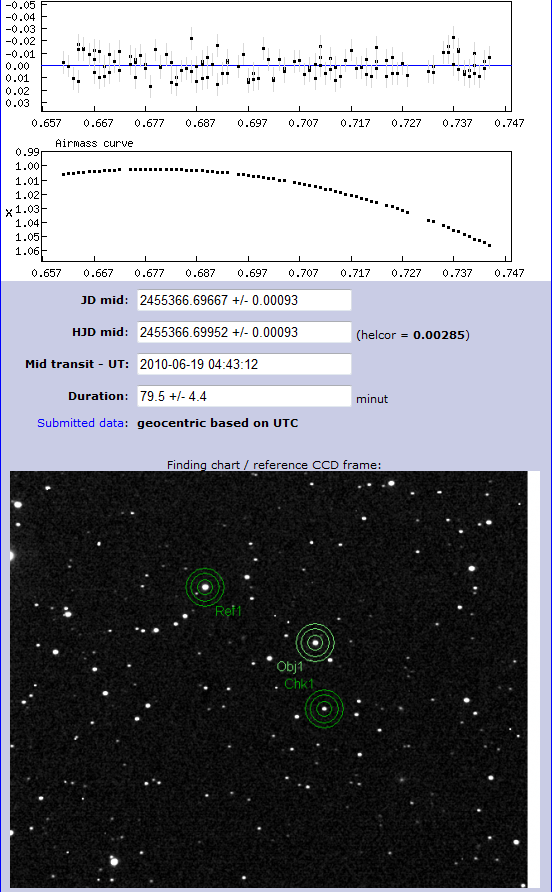 -0.05
-0.04
-0.03
-0.02
-0.01
0.00
0.01
0.02
0.03
0.657 0.667 0.677 0.687 0.697 0.707 0.717 0.727 0.737 0.747
Airmass curve
0.99
1.00
1.01
1.02
1.03
X
1.04
1.05
1.06
0.657 0.667 0.677 0.687 0.697 0.707 0.717 0.727 0.737 0.747
JD mid: 2455366.69667 +/- 0.00093
HJD mid: 2455366.69952 +/- 0.00093 (helcor = 0.00285)
Mid transit - UT: 2010-06-19 04:43:12
Duration: 79.5 +/- 4.4 minut
Submitted data: geocentric based on UTC
Finding chart / reference CCD frame:
Ref1
Obj1
Chk1